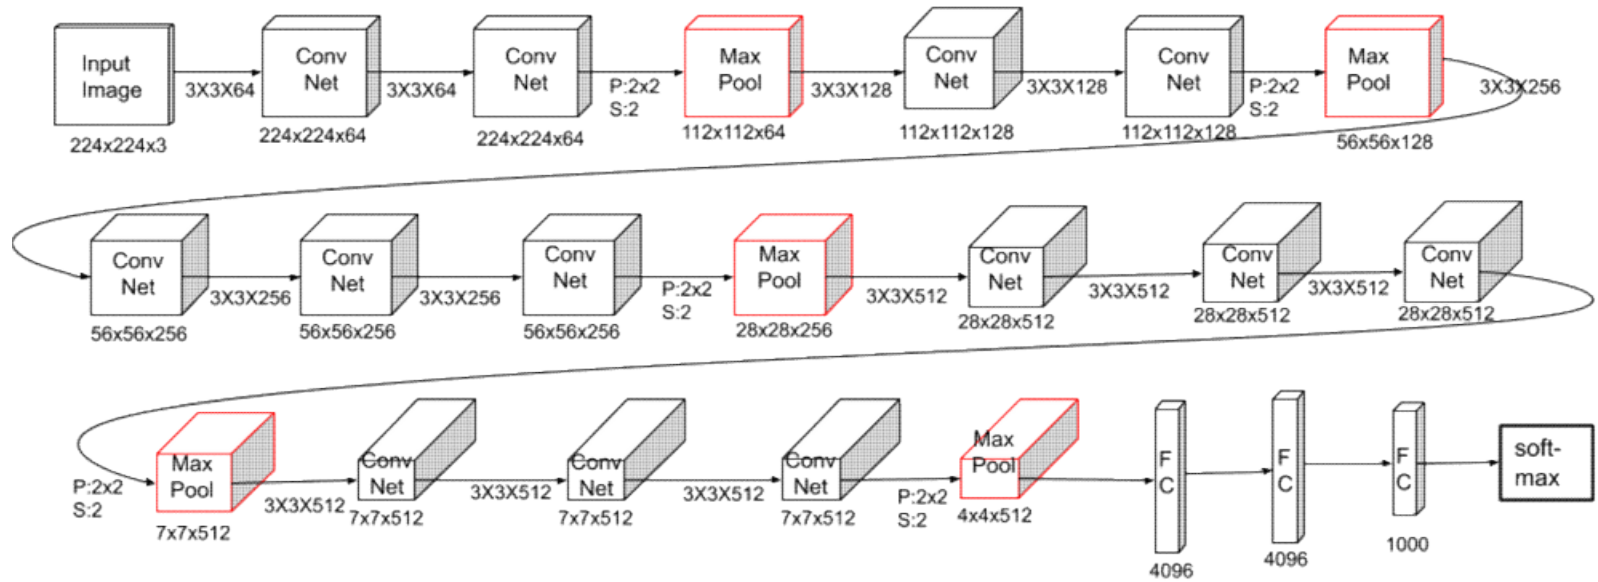 Input
Image
224x224x3
3X3X64
Conv
Net
224x224x64
3X3X64
Conv
Net
224x224x64
P:2x2
S:2
Max
Pool
112x112x64
3X3X128
Conv
Net
112x112x128
3X3X128
Conv
Net
112x112x128
P:2x2
S:2
Max
Pool
56x56x128
3X3X256
Conv
Net
56x56x256
3X3X256
Conv
Net
56x56x256
3X3X256
Conv
Net
56x56x256
P:2x2
S:2
Max
Pool
28x28x256
3X3X512
Conv
Net
28x28x512
3X3X512
Conv
Net
28x28x512
3X3X512
Conv
Net
28x28x512
P:2x2
S:2
Max
Pool
7x7x512
3X3X512
Conv
Net
7x7x512
3X3X512
Conv
Net
7x7x512
3X3X512
Conv
Net
7x7x512
P:2x2
S:2
Max
Pool
4x4x512
F
C
4096
F
C
4096
F
C
1000
soft-
max